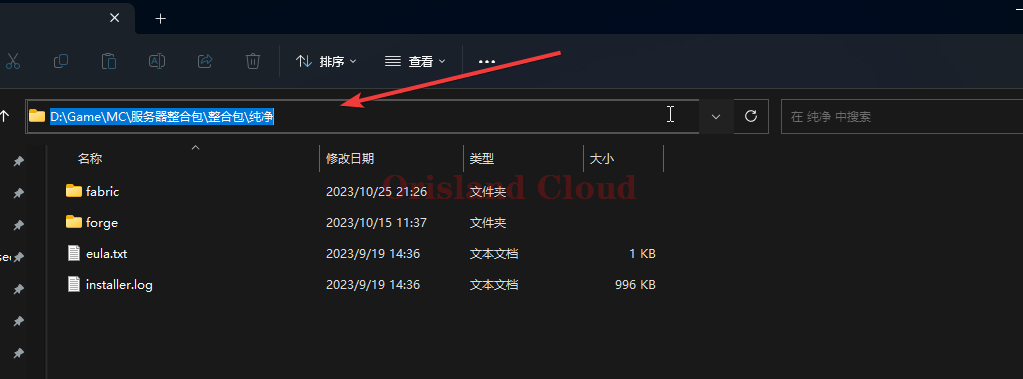 排序
查看
D:\Game\MC\服务器整合包\整合包\纯净
在 纯净 中搜索
名称 修改日期 类型 大小
fabric 2023/10/25 21:26 文件夹
Orisland Cloud
forge 2023/10/15 11:37 文件夹
eula.txt 2023/9/19 14:36 文本文档 1 KB
installer.log 2023/9/19 14:36 文本文档 996 KB